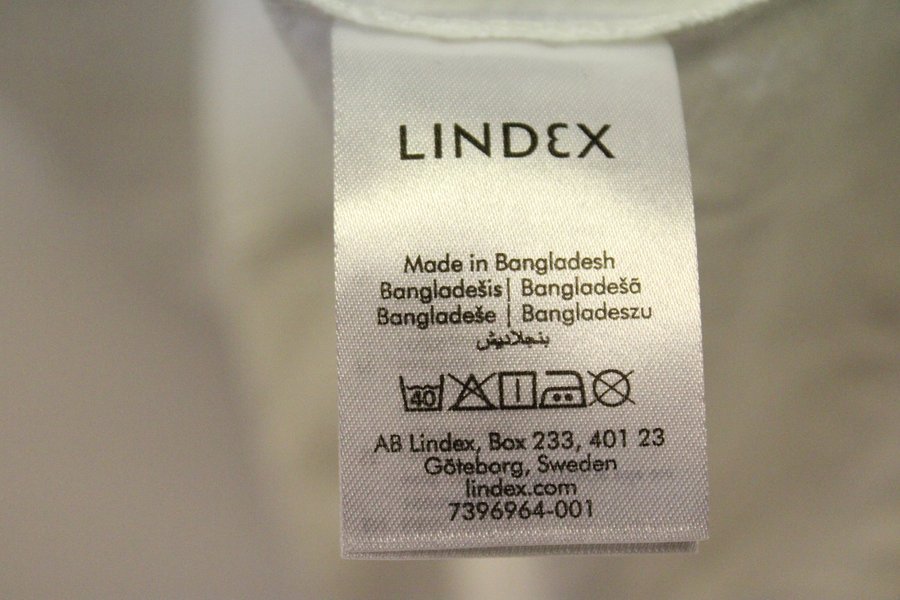 LINDEX
Made in Bangladesh
Bangladešis| Bangladešā
Bangladeše | Bangladeszu
بنجلاديش
40
AB Lindex, Box 233, 401 23
Göteborg, Sweden
lindex.com
7396964-001